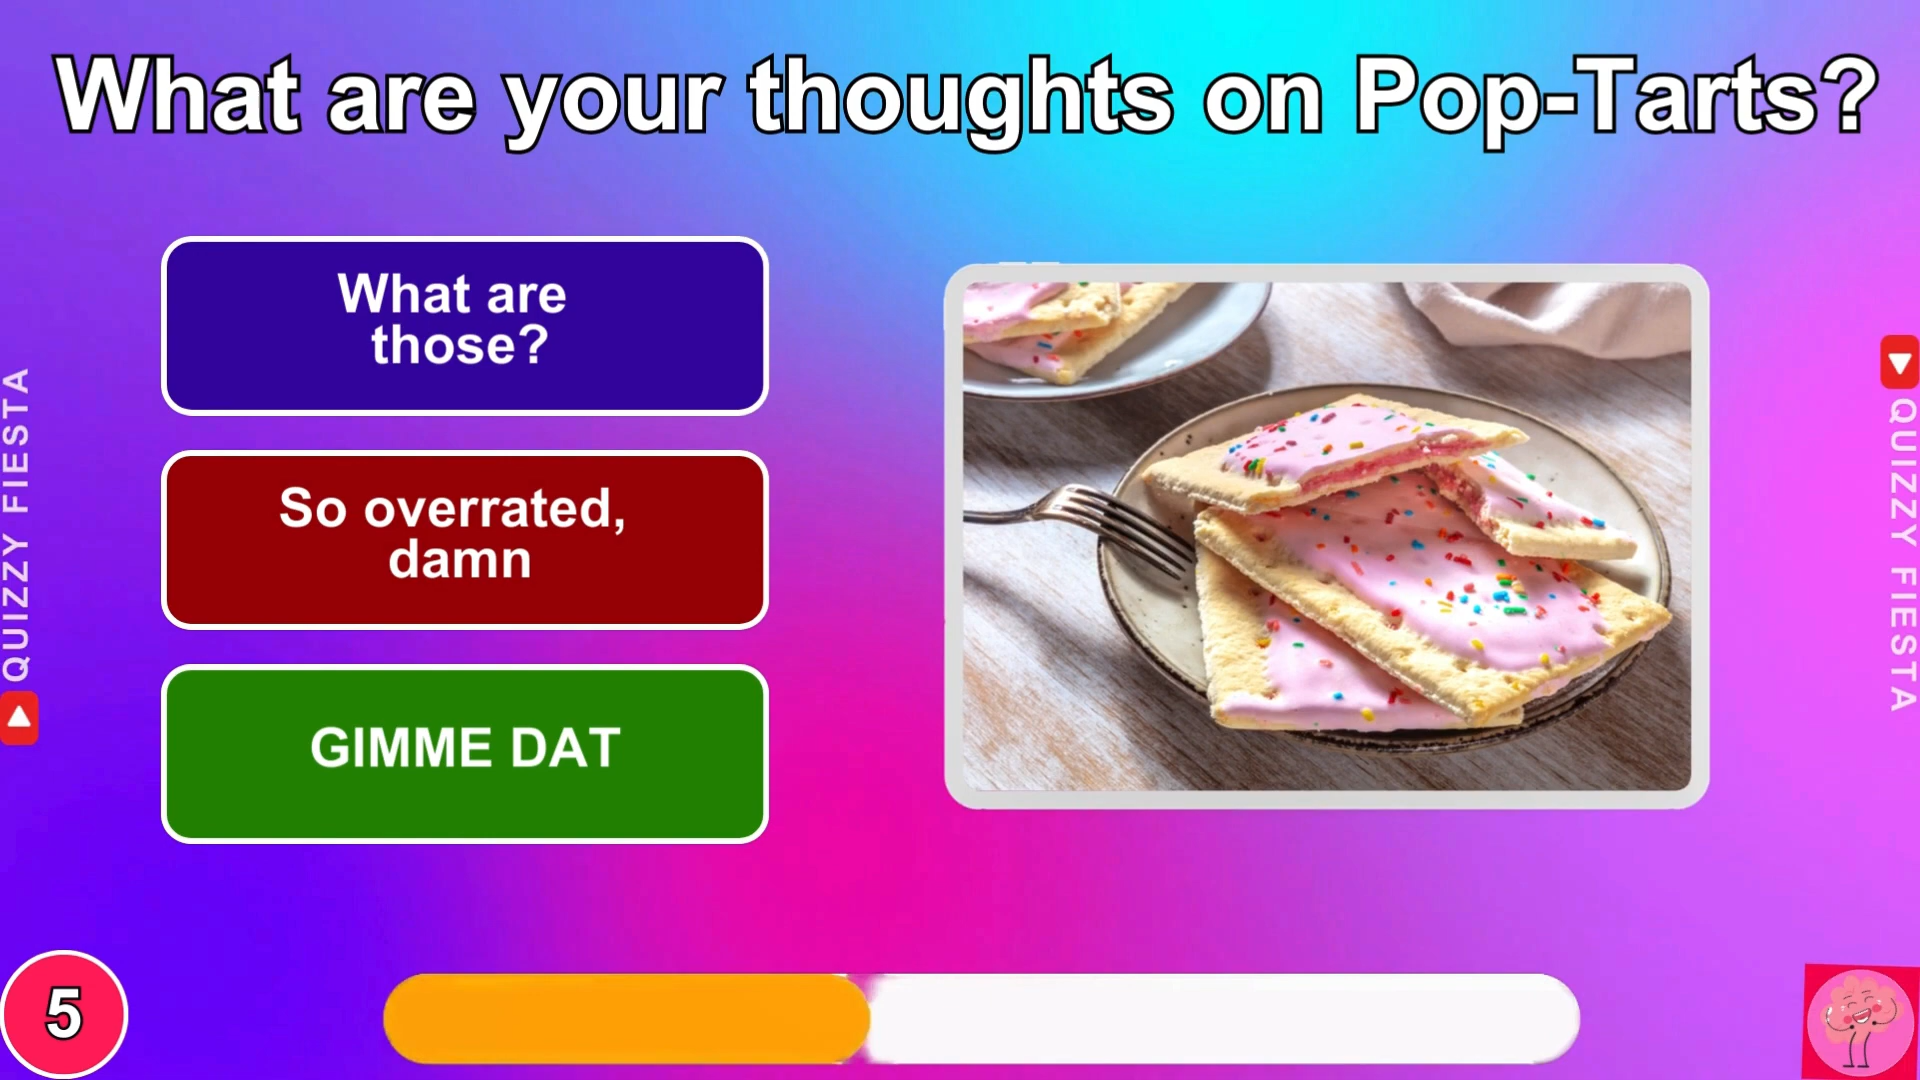 What are your thoughts on Pop-Tarts?
What are
those?
So overrated,
damn
GIMME DAT
QUIZZY FIESTA
QUIZZY FIESTA
5